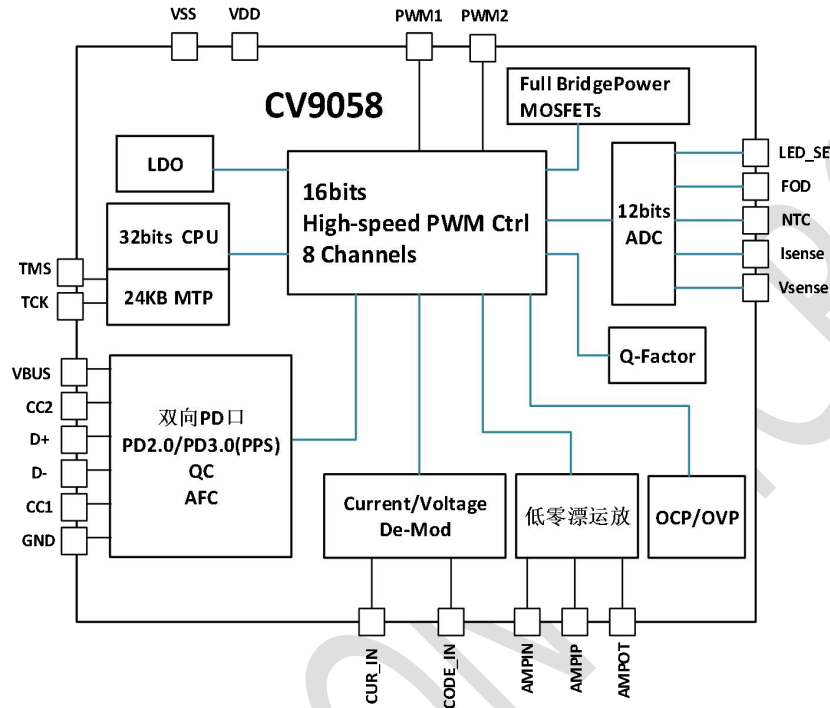 VSS
VDD
PWM1
PWM2
CV9058
Full BridgePower
MOSFETs
LDO
16bits
High-speed PWM Ctrl
8 Channels
12bits
ADC
LED_SE
FOD
NTC
Isense
Vsense
32bits CPU
24KB MTP
TMS
TCK
Q-Factor
VBUS
CC2
D+
D-
CC1
GND
双向PD口
PD2.0/PD3.0(PPS)
QC
AFC
Current/Voltage
De-Mod
低零漂运放
OCP/OVP
CUR_IN
CODE_IN
AMPIN
AMPIP
AMPOT